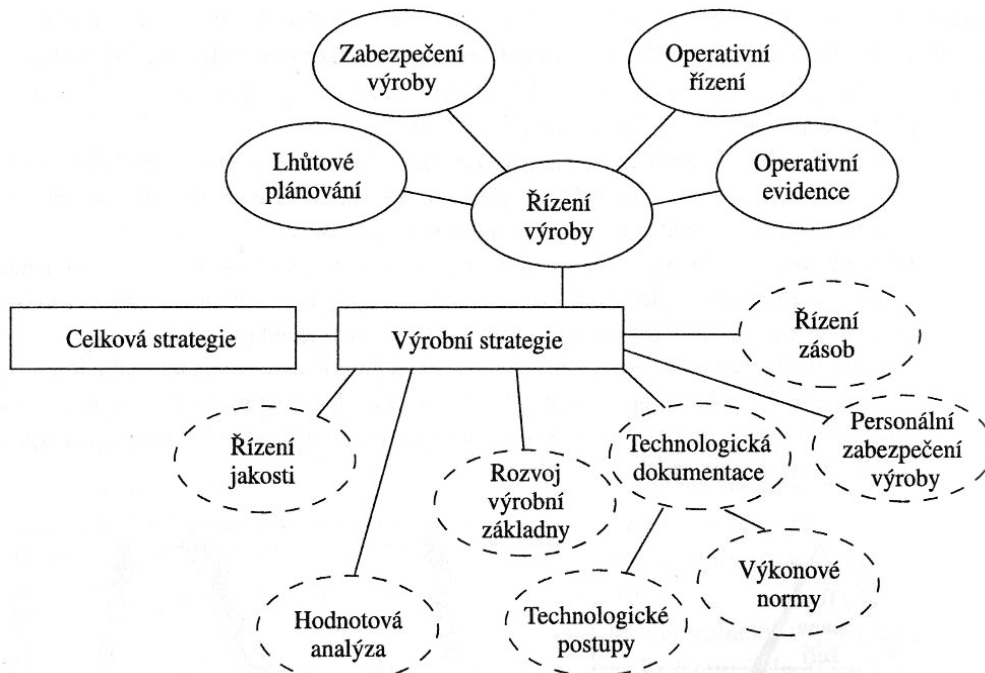 Zabezpečení
výroby
Operativní
řízení
Lhůtové
plánování
Řízení
výroby
Operativní
evidence
Celková strategie
Výrobní strategie
Řízení
zásob
Řízení
jakosti
Rozvoj
výrobní
základny
Technologická
dokumentace
Personální
zabezpečení
výroby
Hodnotová
analýza
Technologické
postupy
Výkonové
normy